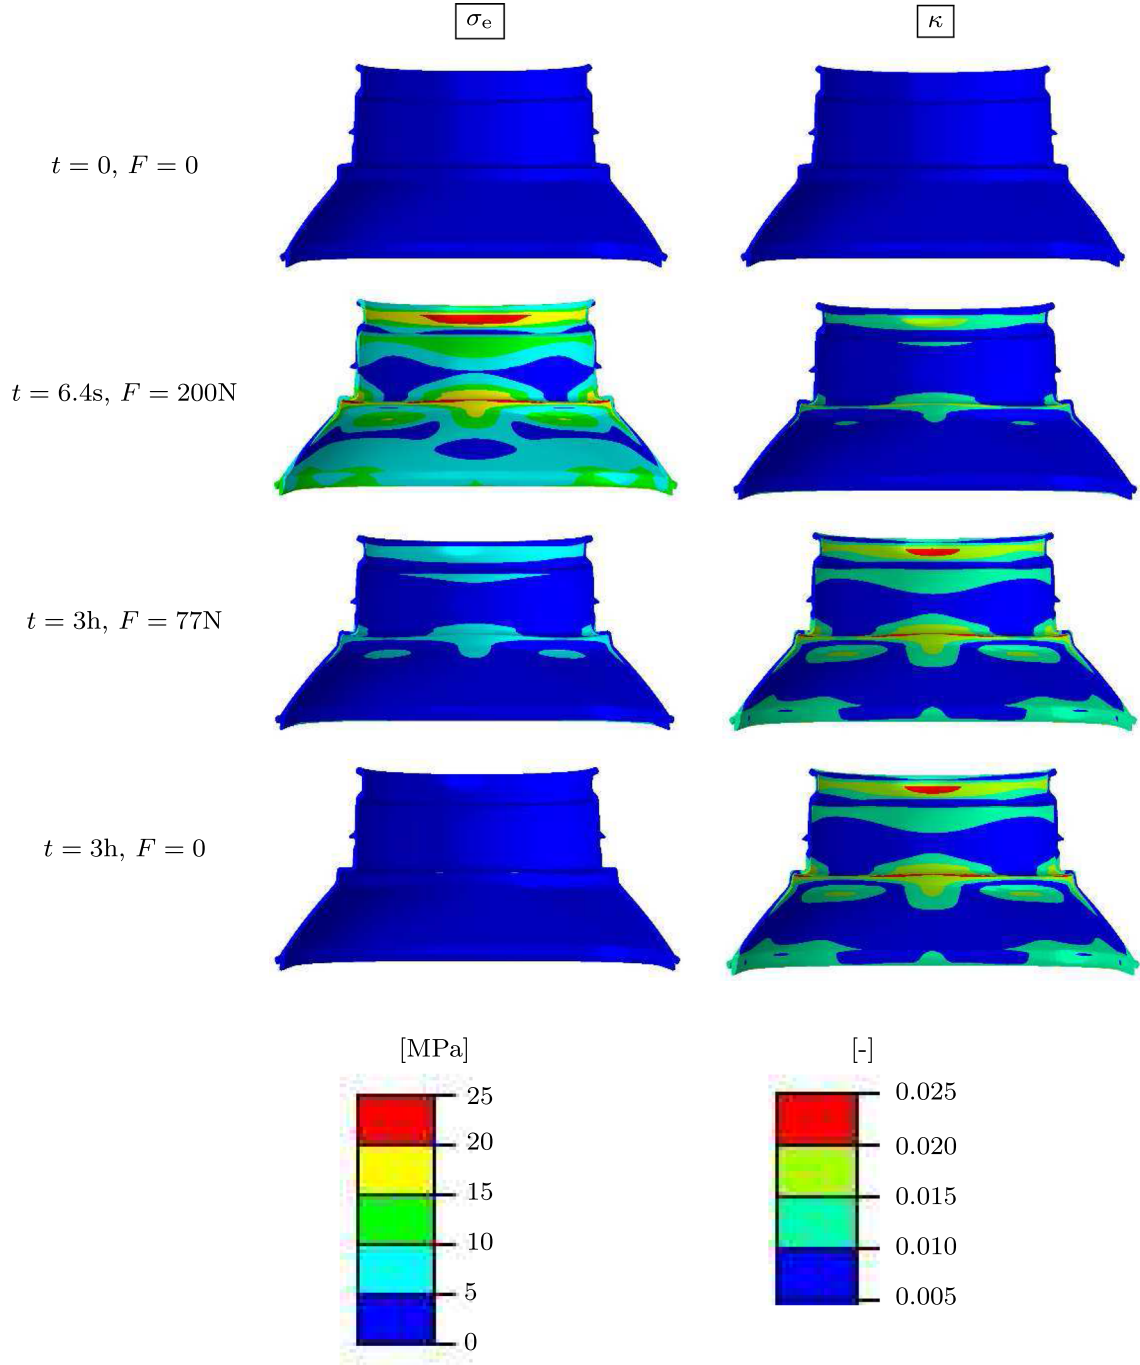 σe κ
t = 0, F = 0
t = 6.4s, F = 200N
t = 3h, F = 77N
t = 3h, F = 0
[MPa] [-]
25 0.025
20 0.020
15 0.015
10 0.010
5 0.005
0